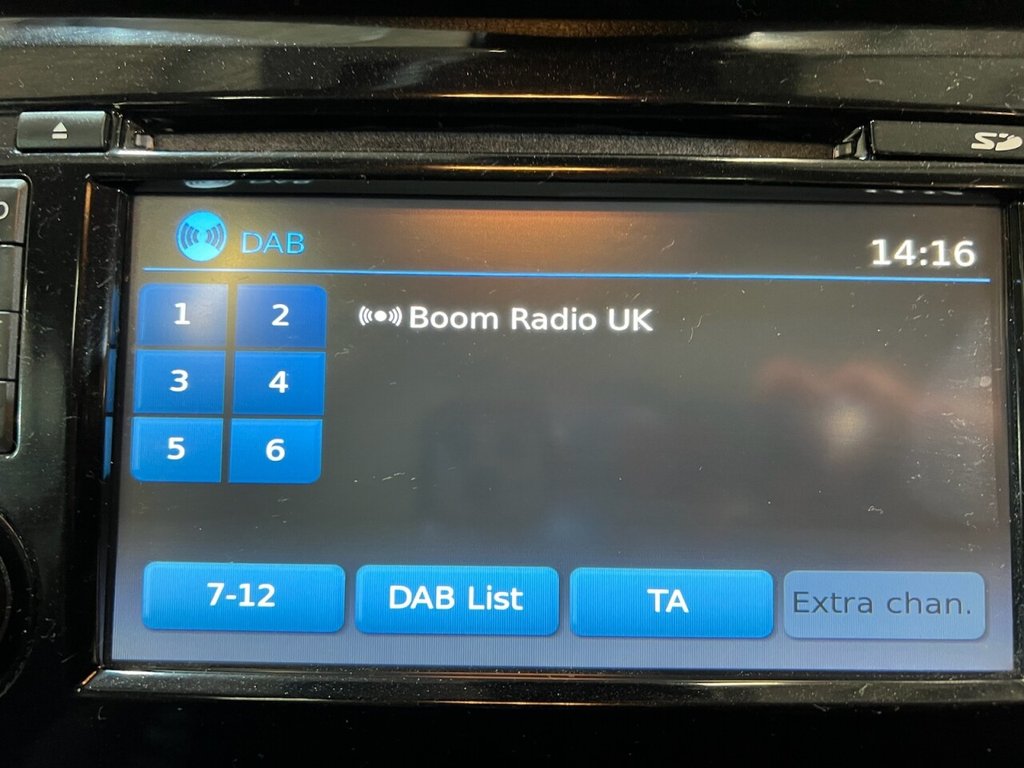 SD
DAB
14:16
1 2
Boom Radio UK
3 4
5 6
7-12 DAB List TA Extra chan.